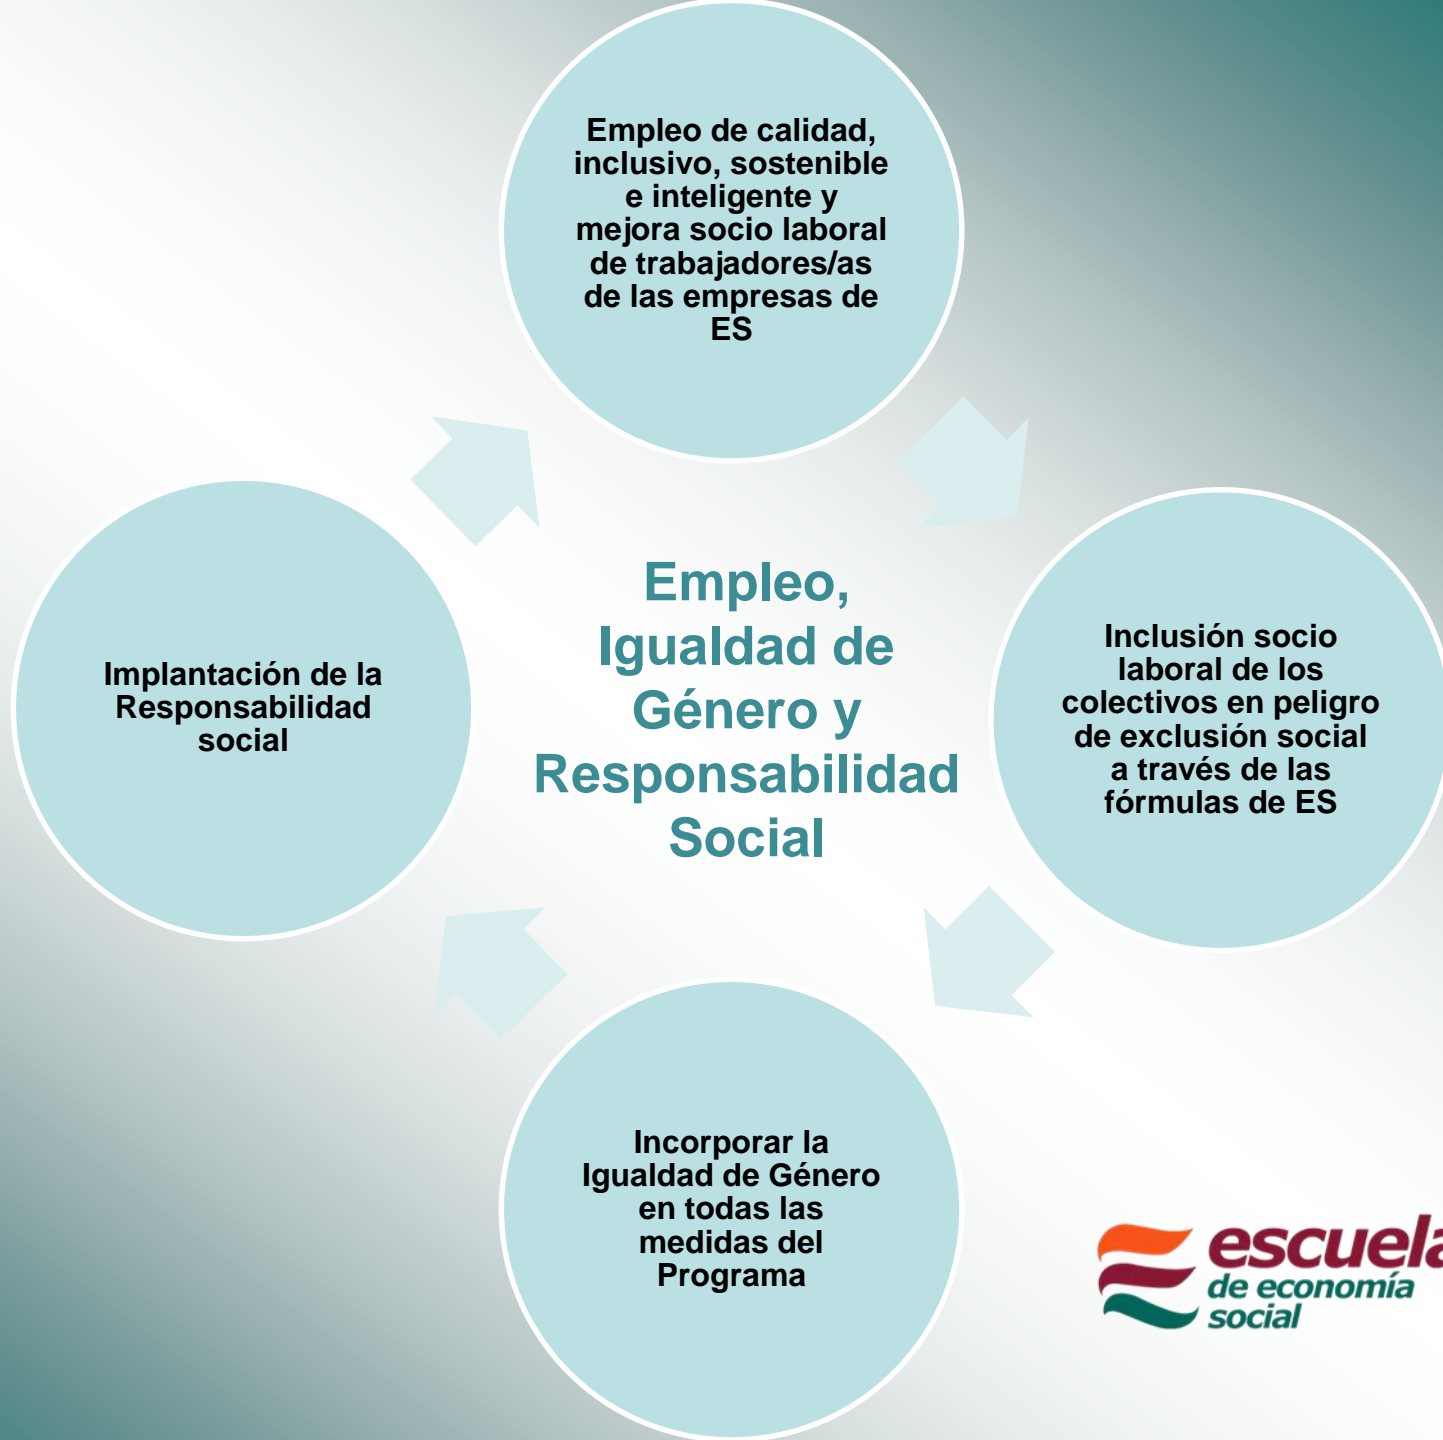 Empleo de calidad,
inclusivo, sostenible
e inteligente y
mejora socio laboral
de trabajadores/as
de las empresas de
ES
Empleo,
Igualdad de
Género y
Responsabilidad
Social
Inclusión socio
laboral de los
colectivos en peligro
de exclusión social
a través de las
fórmulas de ES
Implantación de la
Responsabilidad
social
Incorporar la
Igualdad de Género
en todas las
medidas del
Programa
escuela
de economía
social